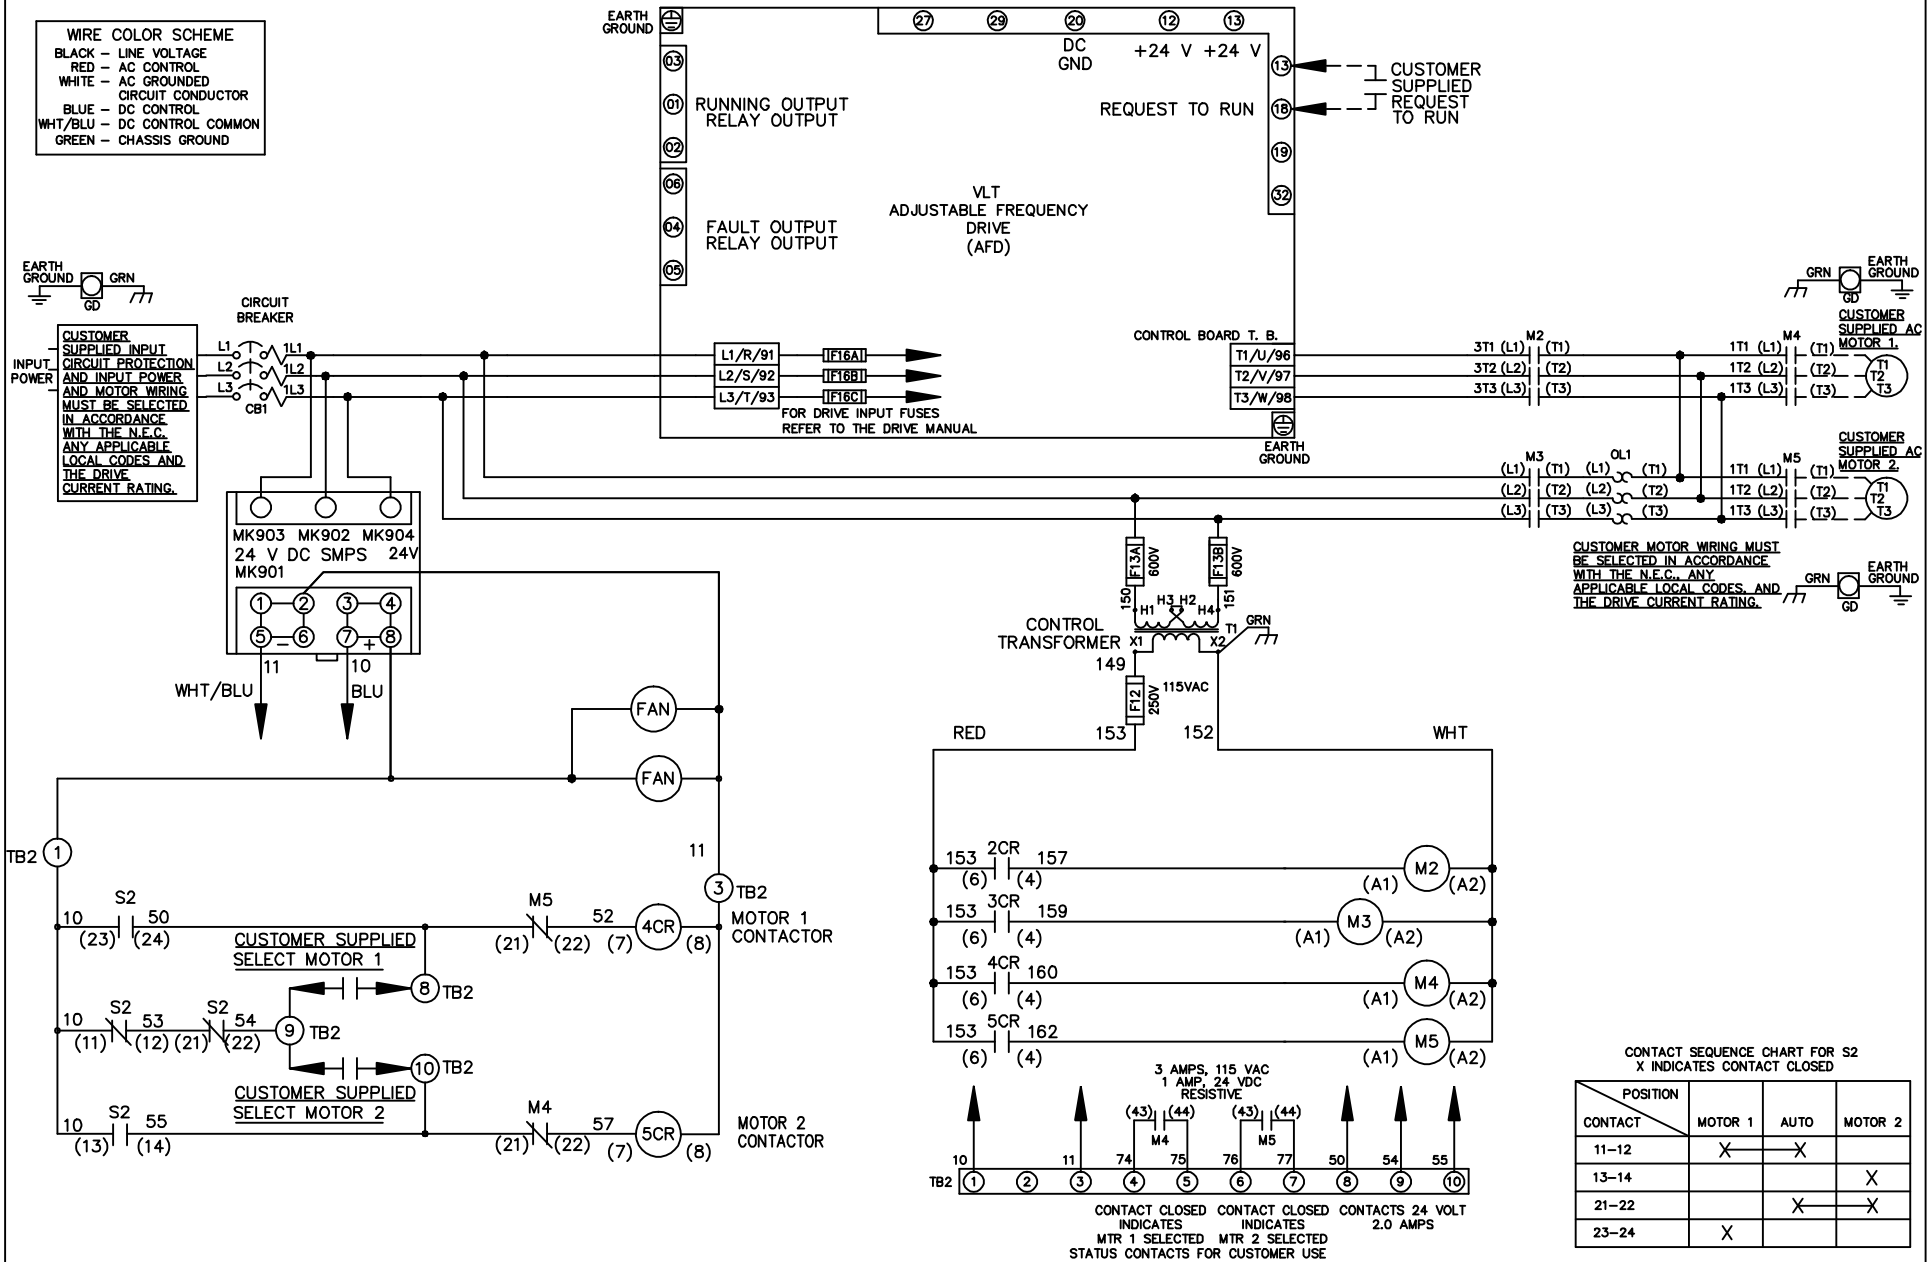 WIRE COLOR SCHEME
BLACK – LINE VOLTAGE
RED – AC CONTROL
WHITE – AC GROUNDED
CIRCUIT CONDUCTOR
BLUE – DC CONTROL
WHT/BLU – DC CONTROL COMMON
GREEN – CHASSIS GROUND
EARTH
GROUND
27 29 20 12 13
DC
GND
+24 V +24 V
03
01
02
RUNNING OUTPUT
RELAY OUTPUT
06
04
05
FAULT OUTPUT
RELAY OUTPUT
VLT
ADJUSTABLE FREQUENCY
DRIVE
(AFD)
REQUEST TO RUN
13
18
19
32
CUSTOMER
SUPPLIED
REQUEST
TO RUN
EARTH
GROUND
GRN
GD
INPUT
POWER
CUSTOMER
SUPPLIED INPUT
CIRCUIT PROTECTION
AND INPUT POWER
AND MOTOR WIRING
MUST BE SELECTED
IN ACCORDANCE
WITH THE N.E.C.
ANY APPLICABLE
LOCAL CODES AND
THE DRIVE
CURRENT RATING.
CIRCUIT
BREAKER
L1 1L1
L2 1L2
L3 1L3
CB1
L1/R/91 F16A
L2/S/92 F16B
L3/T/93 F16C
FOR DRIVE INPUT FUSES
REFER TO THE DRIVE MANUAL
CONTROL BOARD T. B.
T1/U/96
T2/V/97
T3/W/98
EARTH
GROUND
M2
3T1 (L1) (T1)
3T2 (L2) (T2)
3T3 (L3) (T3)
M4
1T1 (L1) (T1)
1T2 (L2) (T2)
1T3 (L3) (T3)
GRN
GD
EARTH
GROUND
CUSTOMER
SUPPLIED AC
MOTOR 1.
T1
T2
T3
M3 OL1 M5
(L1) (T1) (L1) (T1) 1T1 (L1) (T1)
(L2) (T2) (L2) (T2) 1T2 (L2) (T2)
(L3) (T3) (L3) (T3) 1T3 (L3) (T3)
CUSTOMER
SUPPLIED AC
MOTOR 2.
T1
T2
T3
CUSTOMER MOTOR WIRING MUST
BE SELECTED IN ACCORDANCE
WITH THE N.E.C., ANY
APPLICABLE LOCAL CODES, AND
THE DRIVE CURRENT RATING.
GRN
GD
EARTH
GROUND
MK903 MK902 MK904
24 V DC SMPS 24V
MK901
1 2 3 4
5 – 6 7 + 8
11
WHT/BLU
10
BLU
FAN
FAN
F13A
600V
F13B
600V
150
151
H1 H3 H2 H4
CONTROL
TRANSFORMER
X1 X2
T1
GRN
149
F12
250V
115VAC
RED 153 152 WHT
TB2 1
11
3 TB2
S2
10 50
(23) (24)
M5
(21) (22)
52
(7) 4CR (8)
MOTOR 1
CONTACTOR
CUSTOMER SUPPLIED
SELECT MOTOR 1
8 TB2
S2 S2
10 53 54
(11) (12) (21) (22)
9 TB2
10 TB2
CUSTOMER SUPPLIED
SELECT MOTOR 2
S2
10 55
(13) (14)
M4
(21) (22)
57
(7) 5CR (8)
MOTOR 2
CONTACTOR
153 2CR 157
(6) (4)
(A1) M2 (A2)
153 3CR 159
(6) (4)
(A1) M3 (A2)
153 4CR 160
(6) (4)
(A1) M4 (A2)
153 5CR 162
(6) (4)
(A1) M5 (A2)
3 AMPS, 115 VAC
1 AMP, 24 VDC
RESISTIVE
(43) (44) (43) (44)
M4 M5
10 11 74 75 76 77 50 54 55
TB2 1 2 3 4 5 6 7 8 9 10
CONTACT CLOSED
INDICATES
MTR 1 SELECTED
CONTACT CLOSED
INDICATES
MTR 2 SELECTED
STATUS CONTACTS FOR CUSTOMER USE
CONTACTS 24 VOLT
2.0 AMPS
CONTACT SEQUENCE CHART FOR S2
X INDICATES CONTACT CLOSED
POSITION
CONTACT MOTOR 1 AUTO MOTOR 2
11–12 X X
13–14 X
21–22 X X
23–24 X